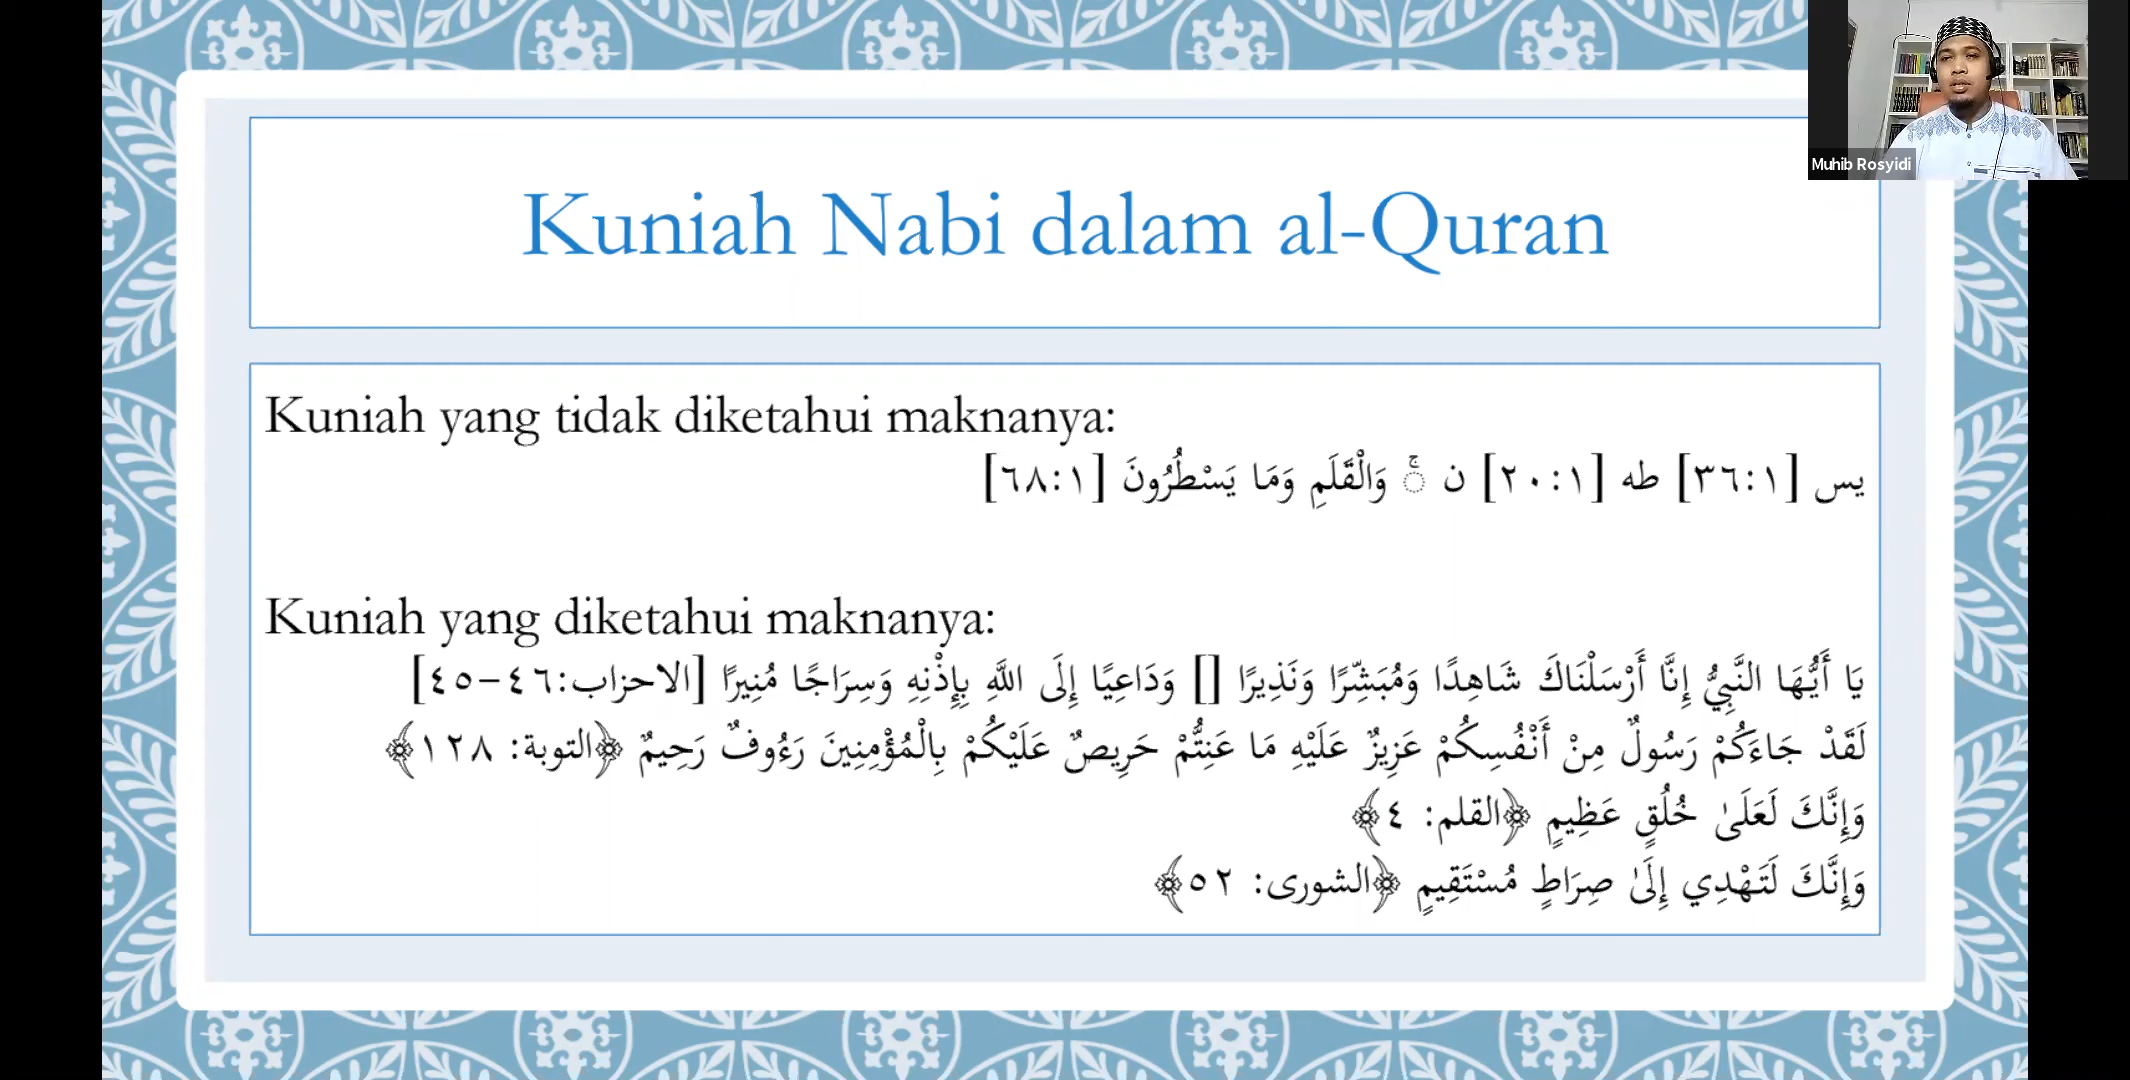 Muhib Rosyidi
Kuniah Nabi dalam al-Quran
Kuniah yang tidak diketahui maknanya:
يس [٣٦:١] طه [٢٠:١] ن ۚ وَالْقَلَمِ وَمَا يَسْطُرُونَ [٦٨:١]
Kuniah yang diketahui maknanya:
يَا أَيُّهَا النَّبِيُّ إِنَّا أَرْسَلْنَاكَ شَاهِدًا وَمُبَشِّرًا وَنَذِيرًا [] وَدَاعِيًا إِلَى اللَّهِ بِإِذْنِهِ وَسِرَاجًا مُنِيرًا [الاحزاب:٤٦–٤٥]
لَقَدْ جَاءَكُمْ رَسُولٌ مِنْ أَنْفُسِكُمْ عَزِيزٌ عَلَيْهِ مَا عَنِتُّمْ حَرِيصٌ عَلَيْكُمْ بِالْمُؤْمِنِينَ رَءُوفٌ رَحِيمٌ ﴿التوبة: ١٢٨﴾
وَإِنَّكَ لَعَلَىٰ خُلُقٍ عَظِيمٍ ﴿القلم: ٤﴾
وَإِنَّكَ لَتَهْدِي إِلَىٰ صِرَاطٍ مُسْتَقِيمٍ ﴿الشورى: ٥٢﴾